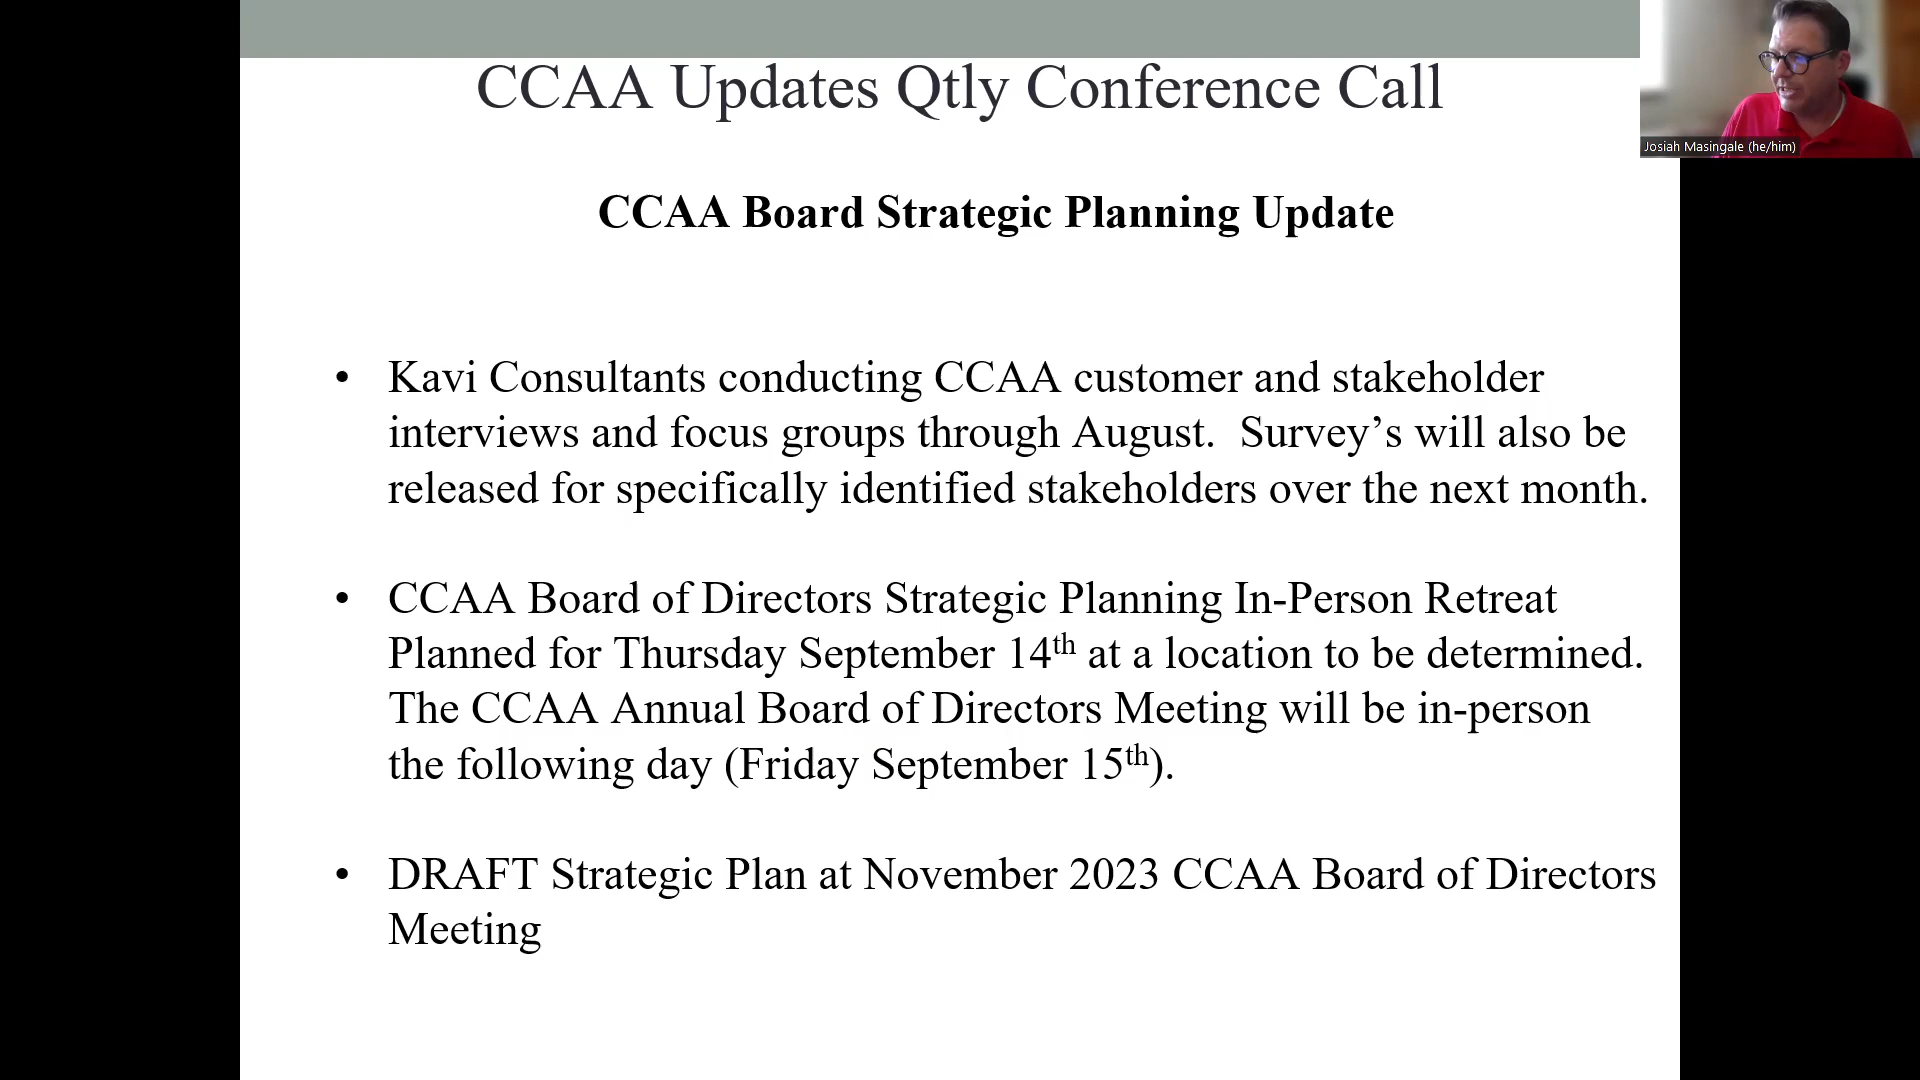 CCAA Updates Qtly Conference Call
Josiah Masingale (he/him)
CCAA Board Strategic Planning Update
• Kavi Consultants conducting CCAA customer and stakeholder
interviews and focus groups through August.  Survey’s will also be
released for specifically identified stakeholders over the next month.
• CCAA Board of Directors Strategic Planning In-Person Retreat
Planned for Thursday September 14th at a location to be determined.
The CCAA Annual Board of Directors Meeting will be in-person
the following day (Friday September 15th).
• DRAFT Strategic Plan at November 2023 CCAA Board of Directors
Meeting